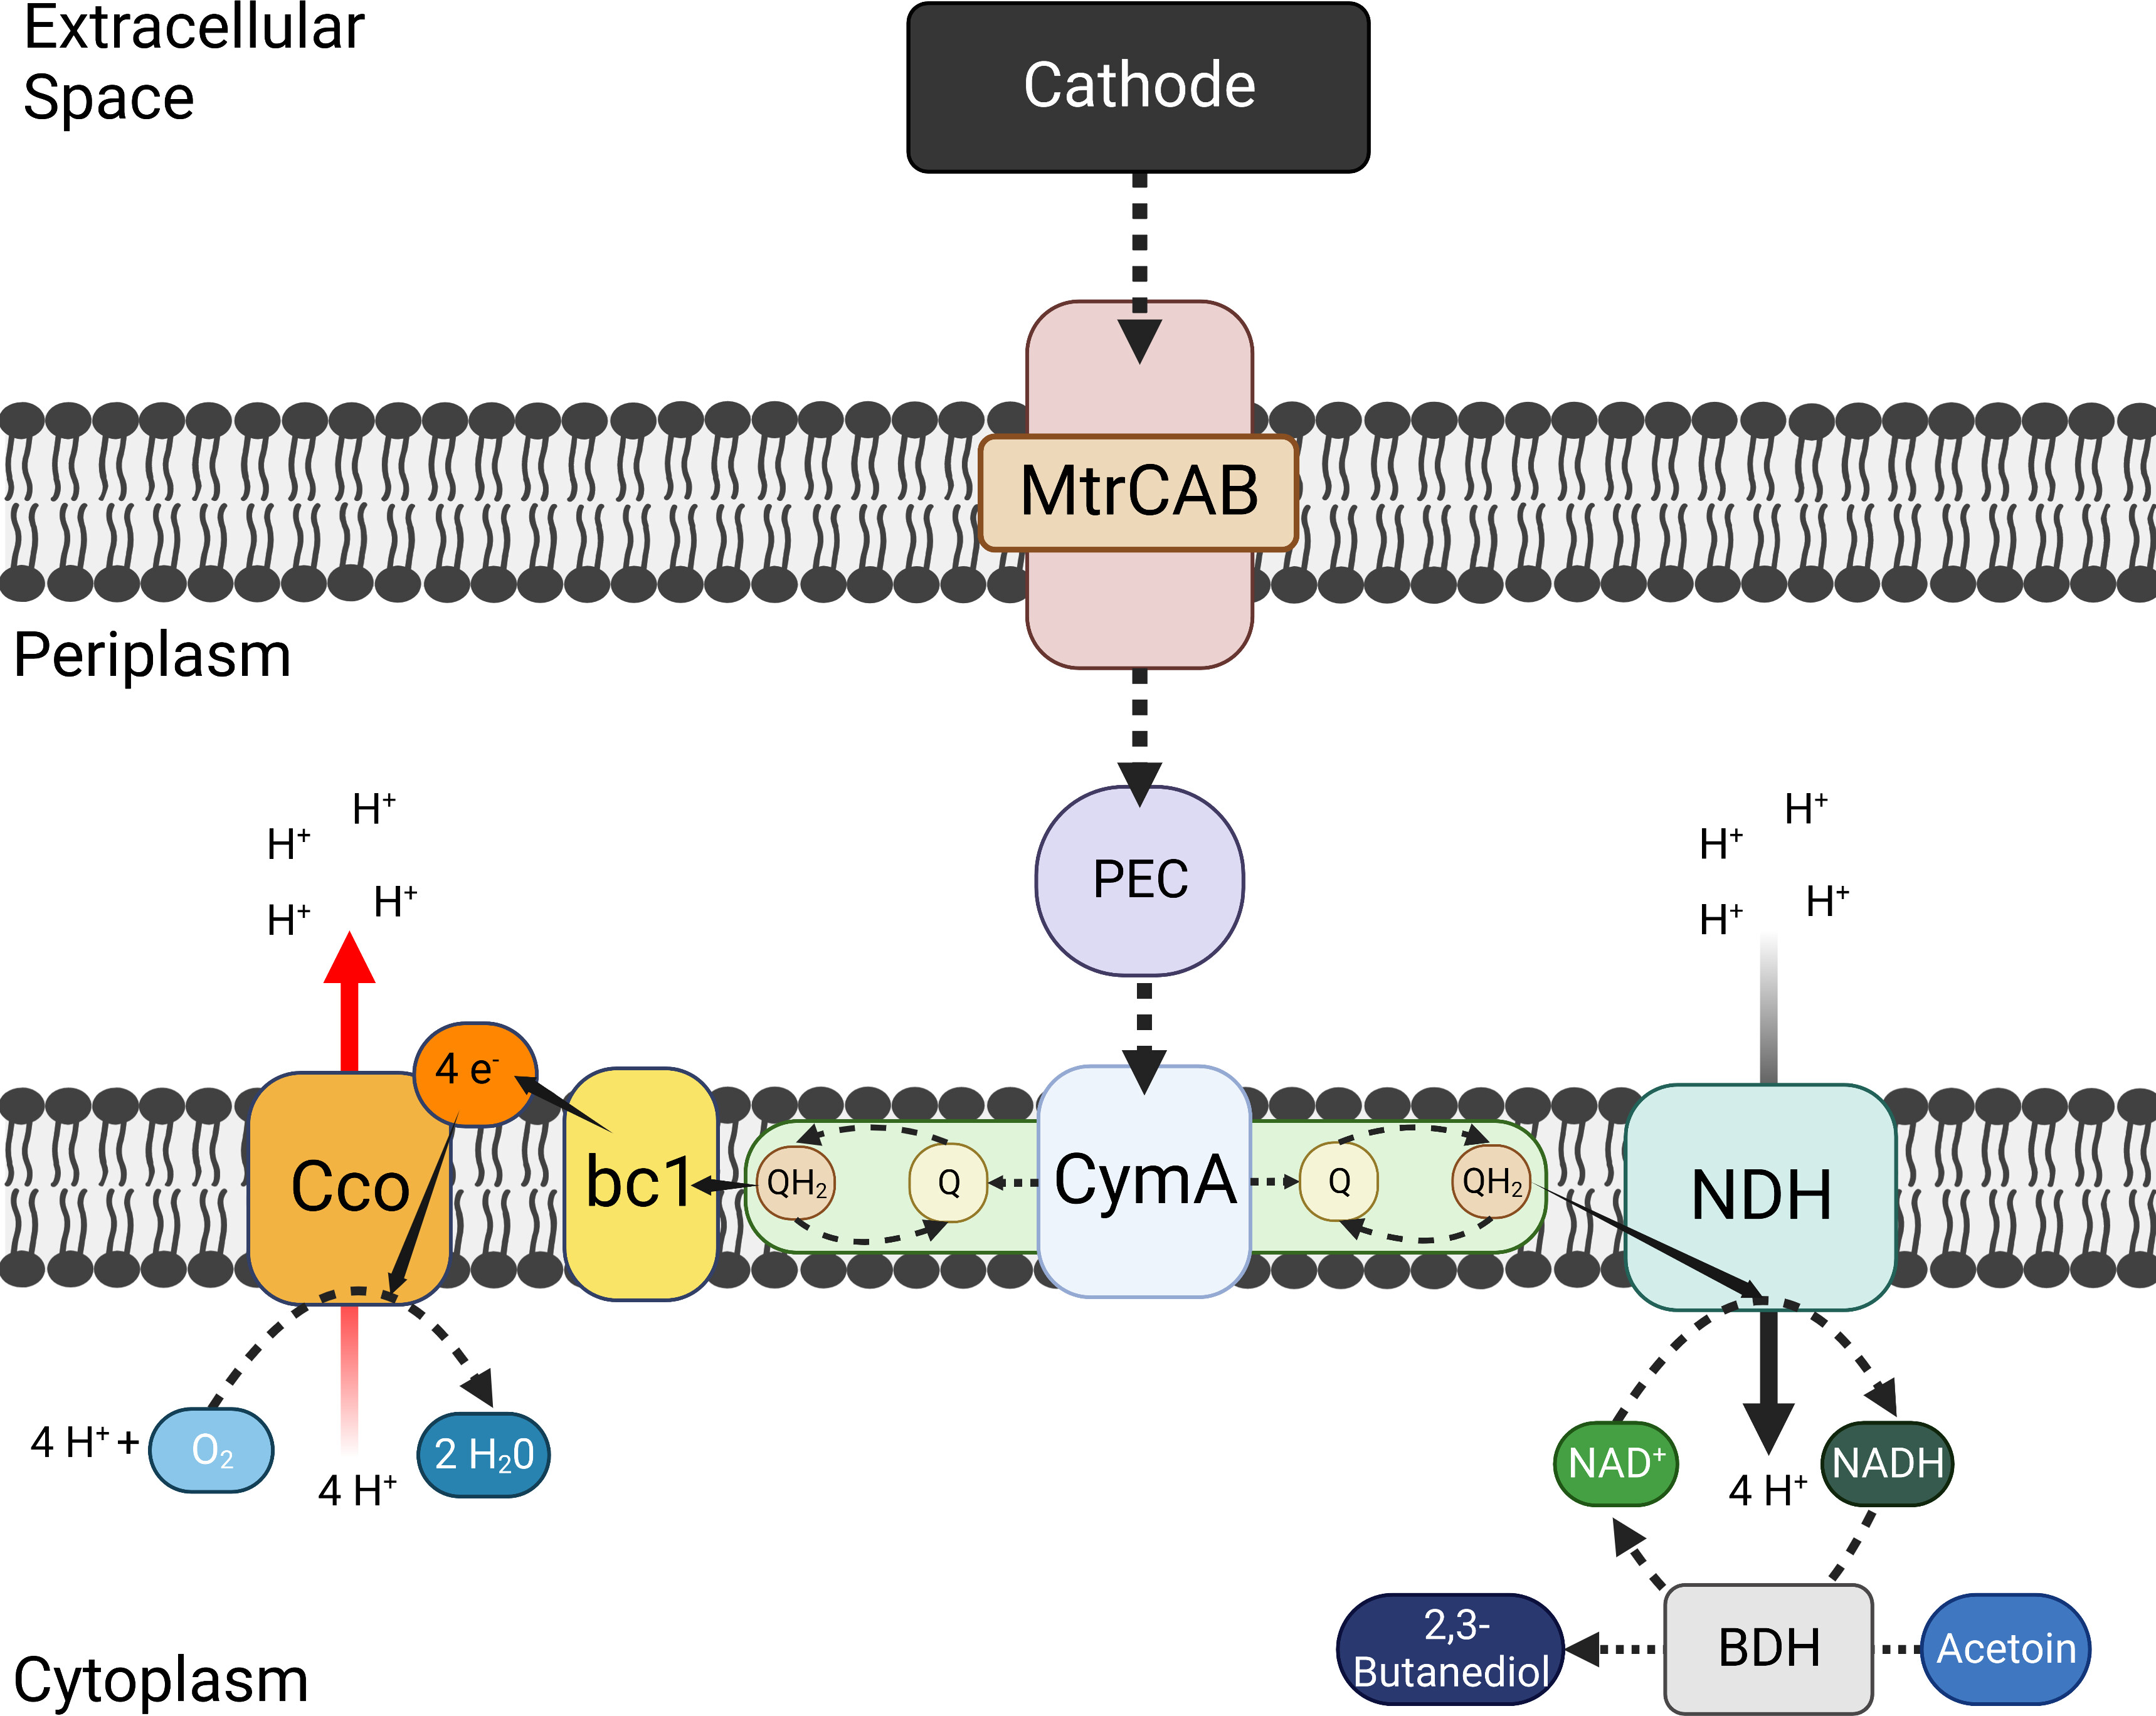 Extracellular
Space
Cathode
MtrCAB
Periplasm
H⁺
H⁺
H⁺
H⁺
H⁺
H⁺
H⁺
H⁺
PEC
4 e⁻
Cco
bc1
QH₂
Q
CymA
Q
QH₂
NDH
4 H⁺ +
O₂
4 H⁺
2 H₂0
NAD⁺
4 H⁺
NADH
2,3-
Butanediol
BDH
Acetoin
Cytoplasm